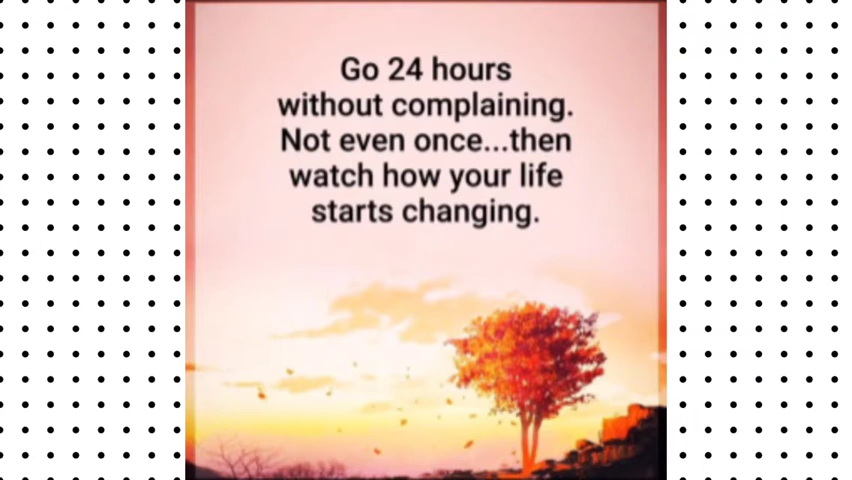 Go 24 hours
without complaining.
Not even once...then
watch how your life
starts changing.